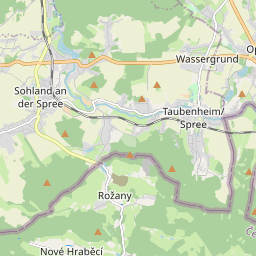 Wassergrund
Op
Sohland an
der Spree
Taubenheim/
Spree
Rožany
Nové Hraběcí